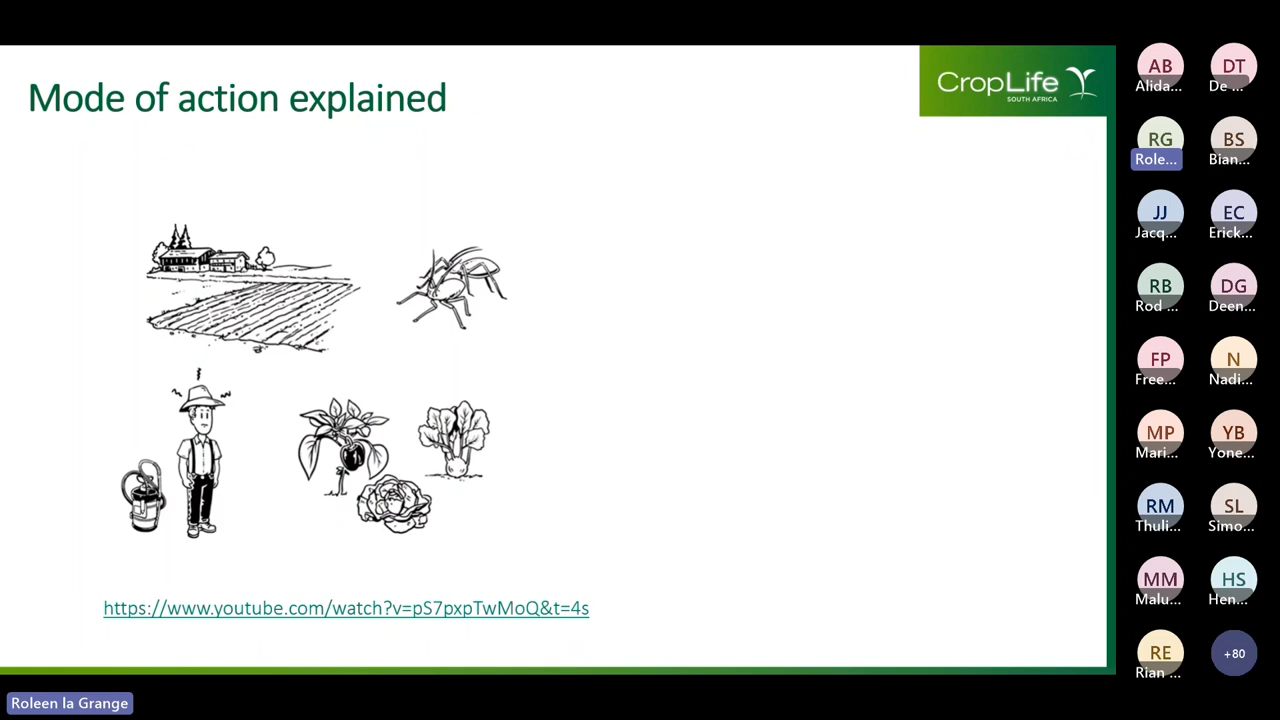 Mode of action explained
CropLife
SOUTH AFRICA
https://www.youtube.com/watch?v=pS7pxpTwMoQ&t=4s
AB
Alida...
DT
De ...
RG
Role...
BS
Bian...
JJ
Jacq...
EC
Erick...
RB
Rod ...
DG
Deen...
FP
Free...
N
Nadi...
MP
Mari...
YB
Yone...
RM
Thuli...
SL
Simo...
MM
Malu...
HS
Hen...
RE
Rian ...
+80
Roleen la Grange